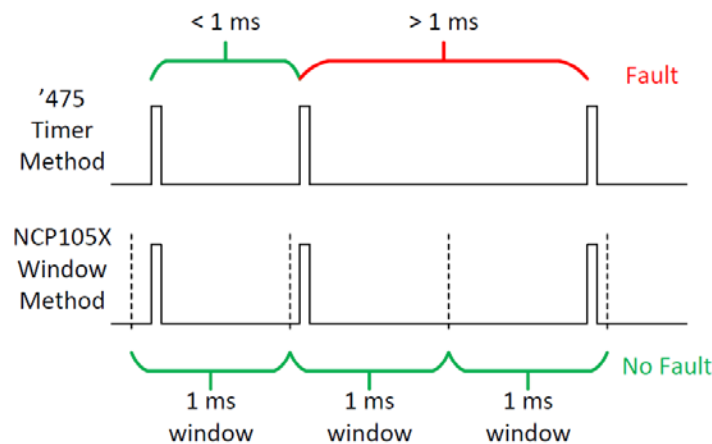 < 1 ms
> 1 ms
Fault
'475
Timer
Method
NCP105X
Window
Method
No Fault
1 ms
window
1 ms
window
1 ms
window